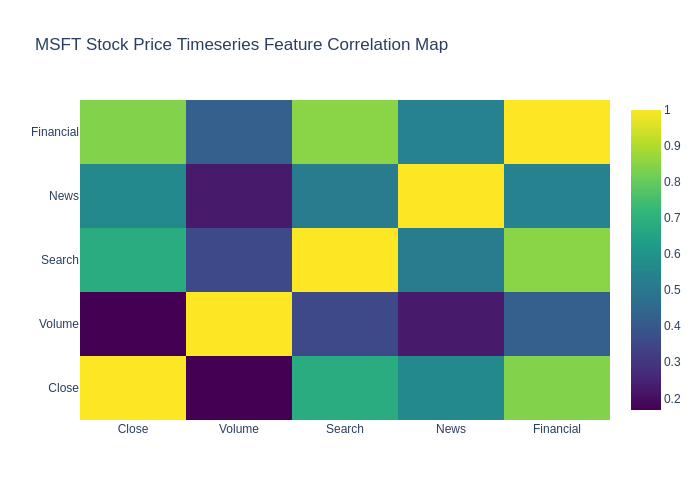 MSFT Stock Price Timeseries Feature Correlation Map
Financial
News
Search
Volume
Close
Close
Volume
Search
News
Financial
1
0.9
0.8
0.7
0.6
0.5
0.4
0.3
0.2